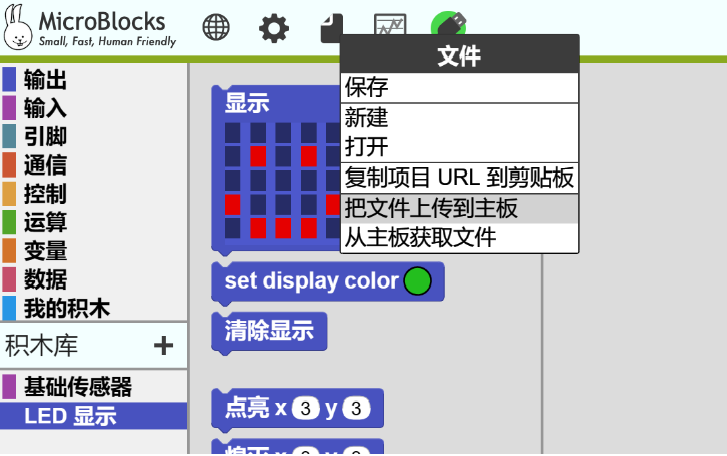 MicroBlocks
Small, Fast, Human Friendly
文件
保存
新建
打开
复制项目 URL 到剪贴板
把文件上传到主板
从主板获取文件
输出
输入
引脚
通信
控制
运算
变量
数据
我的积木
积木库 +
基础传感器
LED 显示
显示
set display color
清除显示
点亮 x 3 y 3